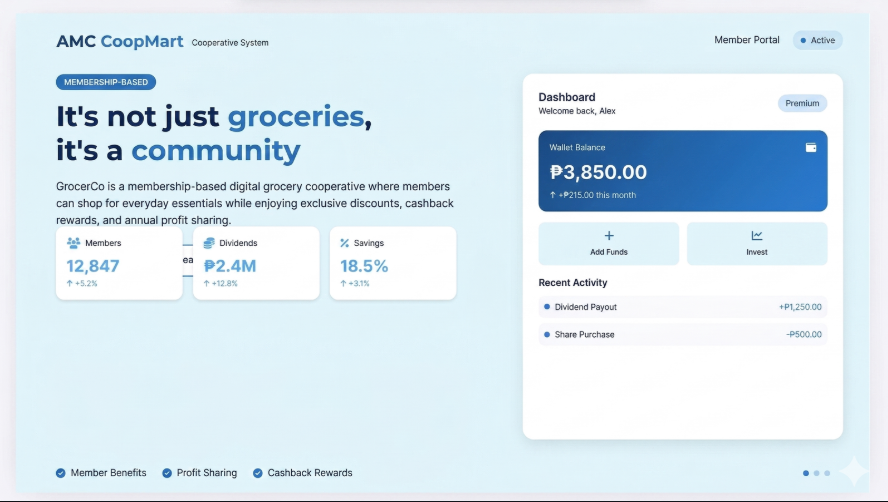 AMC CoopMart Cooperative System
Member Portal
Active
MEMBERSHIP-BASED
It's not just groceries,
it's a community
GrocerCo is a membership-based digital grocery cooperative where members
can shop for everyday essentials while enjoying exclusive discounts, cashback
rewards, and annual profit sharing.
Members
12,847
↑ +5.2%
ea
Dividends
₱2.4M
↑ +12.8%
Savings
18.5%
↑ +3.1%
Dashboard
Welcome back, Alex
Premium
Wallet Balance
₱3,850.00
↑ +₱215.00 this month
Add Funds
Invest
Recent Activity
Dividend Payout +₱1,250.00
Share Purchase -₱500.00
Member Benefits
Profit Sharing
Cashback Rewards